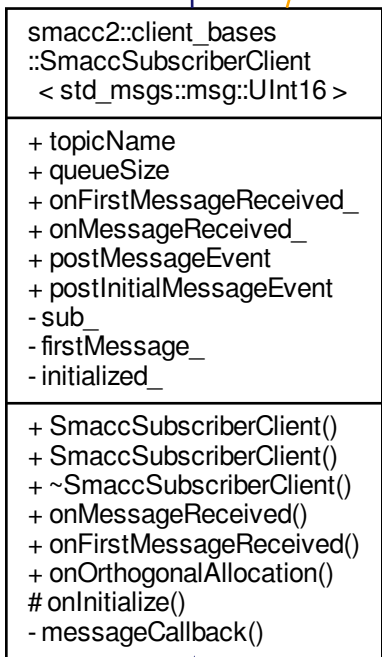 smacc2::client_bases
::SmaccSubscriberClient
< std_msgs::msg::UInt16 >
+ topicName
+ queueSize
+ onFirstMessageReceived_
+ onMessageReceived_
+ postMessageEvent
+ postInitialMessageEvent
- sub_
- firstMessage_
- initialized_
+ SmaccSubscriberClient()
+ SmaccSubscriberClient()
+ ~SmaccSubscriberClient()
+ onMessageReceived()
+ onFirstMessageReceived()
+ onOrthogonalAllocation()
# onInitialize()
- messageCallback()